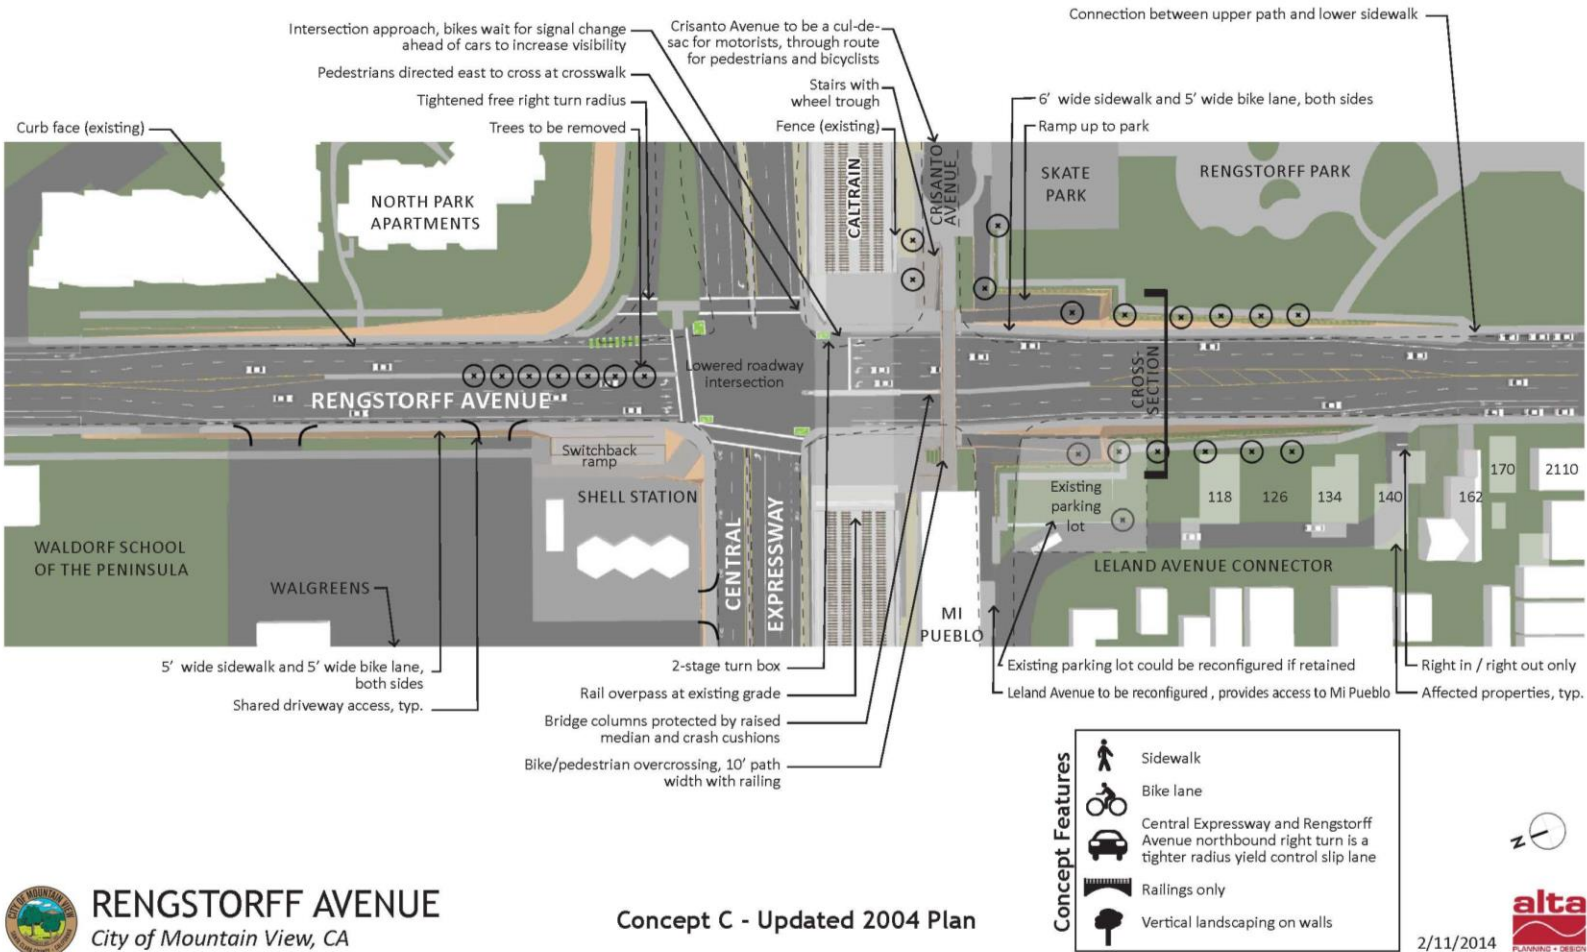 Intersection approach, bikes wait for signal change
ahead of cars to increase visibility
Pedestrians directed east to cross at crosswalk
Tightened free right turn radius
Trees to be removed
Curb face (existing)
Crisanto Avenue to be a cul-de-
sac for motorists, through route
for pedestrians and bicyclists
Stairs with
wheel trough
Fence (existing)
Connection between upper path and lower sidewalk
6' wide sidewalk and 5' wide bike lane, both sides
Ramp up to park
NORTH PARK
APARTMENTS
CALTRAIN
CRISANTO
AVENUE
SKATE
PARK
RENGSTORFF PARK
Lowered roadway
intersection
RENGSTORFF AVENUE
CROSS-
SECTION
Switchback
ramp
SHELL STATION
WALDORF SCHOOL
OF THE PENINSULA
WALGREENS
CENTRAL
EXPRESSWAY
MI
PUEBLO
Existing
parking
lot
118
126
134
140
162
170
2110
LELAND AVENUE CONNECTOR
5' wide sidewalk and 5' wide bike lane,
both sides
Shared driveway access, typ.
2-stage turn box
Rail overpass at existing grade
Bridge columns protected by raised
median and crash cushions
Bike/pedestrian overcrossing, 10' path
width with railing
Existing parking lot could be reconfigured if retained
Leland Avenue to be reconfigured , provides access to Mi Pueblo
Right in / right out only
Affected properties, typ.
Concept Features
Sidewalk
Bike lane
Central Expressway and Rengstorff
Avenue northbound right turn is a
tighter radius yield control slip lane
Railings only
Vertical landscaping on walls
N
CITY OF MOUNTAIN VIEW
RENGSTORFF AVENUE
City of Mountain View, CA
Concept C - Updated 2004 Plan
2/11/2014
alta
PLANNING + DESIGN